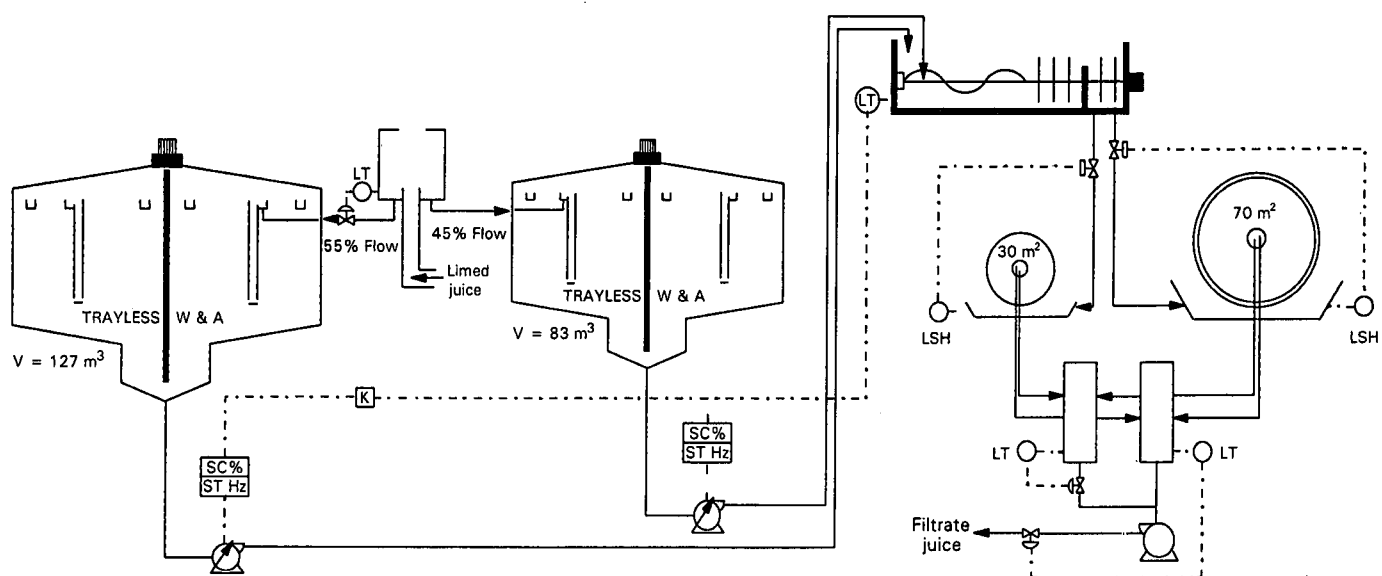 LT
LT
55% Flow
45% Flow
Limed
juice
TRAYLESS W & A
V = 127 m³
TRAYLESS W & A
V = 83 m³
30 m²
70 m²
LSH
LSH
K
SC%
ST Hz
SC%
ST Hz
LT
LT
Filtrate
juice